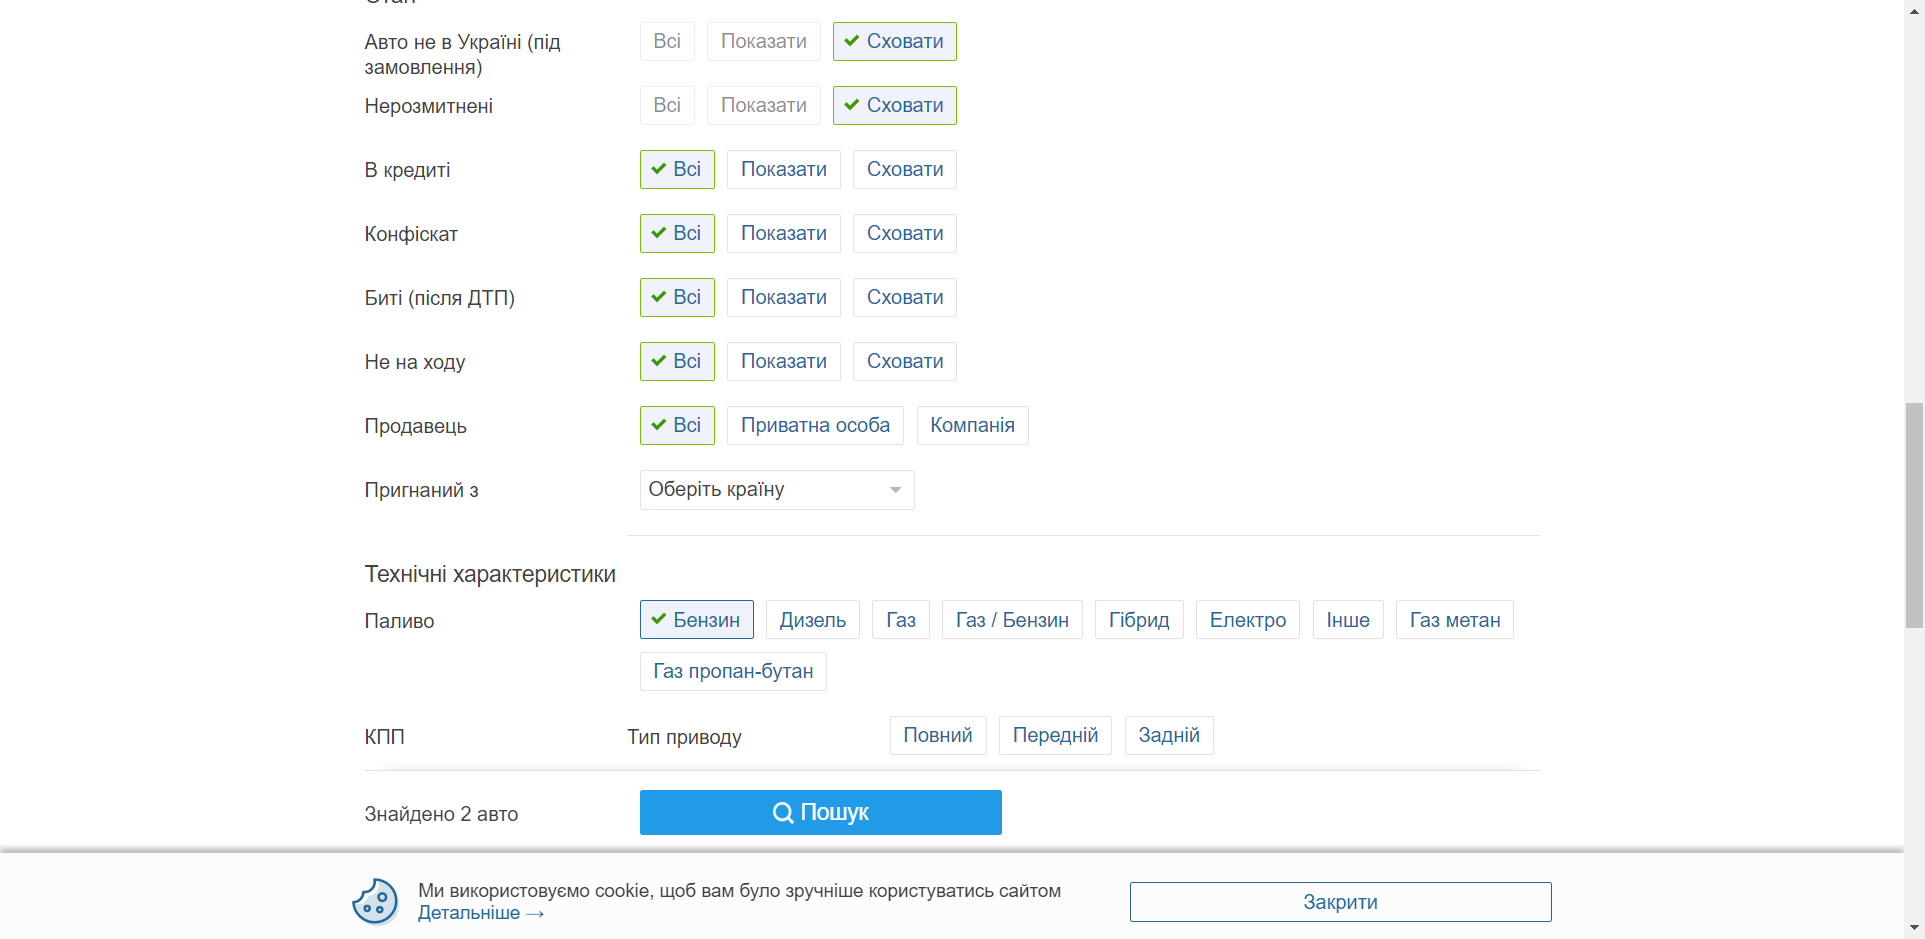 Стан
Авто не в Україні (під
замовлення)
Всі Показати Сховати
Нерозмитнені Всі Показати Сховати
В кредиті Всі Показати Сховати
Конфіскат Всі Показати Сховати
Биті (після ДТП) Всі Показати Сховати
Не на ходу Всі Показати Сховати
Продавець Всі Приватна особа Компанія
Пригнаний з Оберіть країну
Технічні характеристики
Паливо Бензин Дизель Газ Газ / Бензин Гібрид Електро Інше Газ метан
Газ пропан-бутан
КПП Тип приводу Повний Передній Задній
Знайдено 2 авто Пошук
Ми використовуємо cookie, щоб вам було зручніше користуватись сайтом
Детальніше →
Закрити